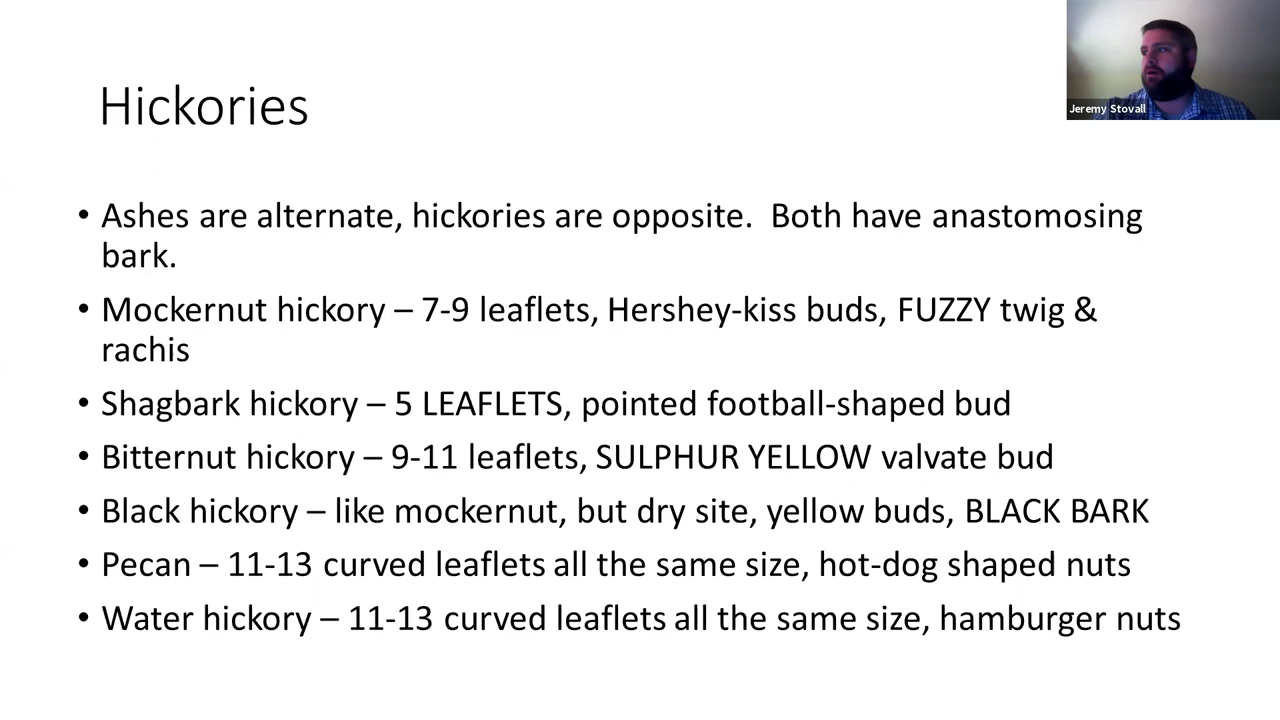 Jeremy Stovall
Hickories
• Ashes are alternate, hickories are opposite.  Both have anastomosing
bark.
• Mockernut hickory – 7-9 leaflets, Hershey-kiss buds, FUZZY twig &
rachis
• Shagbark hickory – 5 LEAFLETS, pointed football-shaped bud
• Bitternut hickory – 9-11 leaflets, SULPHUR YELLOW valvate bud
• Black hickory – like mockernut, but dry site, yellow buds, BLACK BARK
• Pecan – 11-13 curved leaflets all the same size, hot-dog shaped nuts
• Water hickory – 11-13 curved leaflets all the same size, hamburger nuts